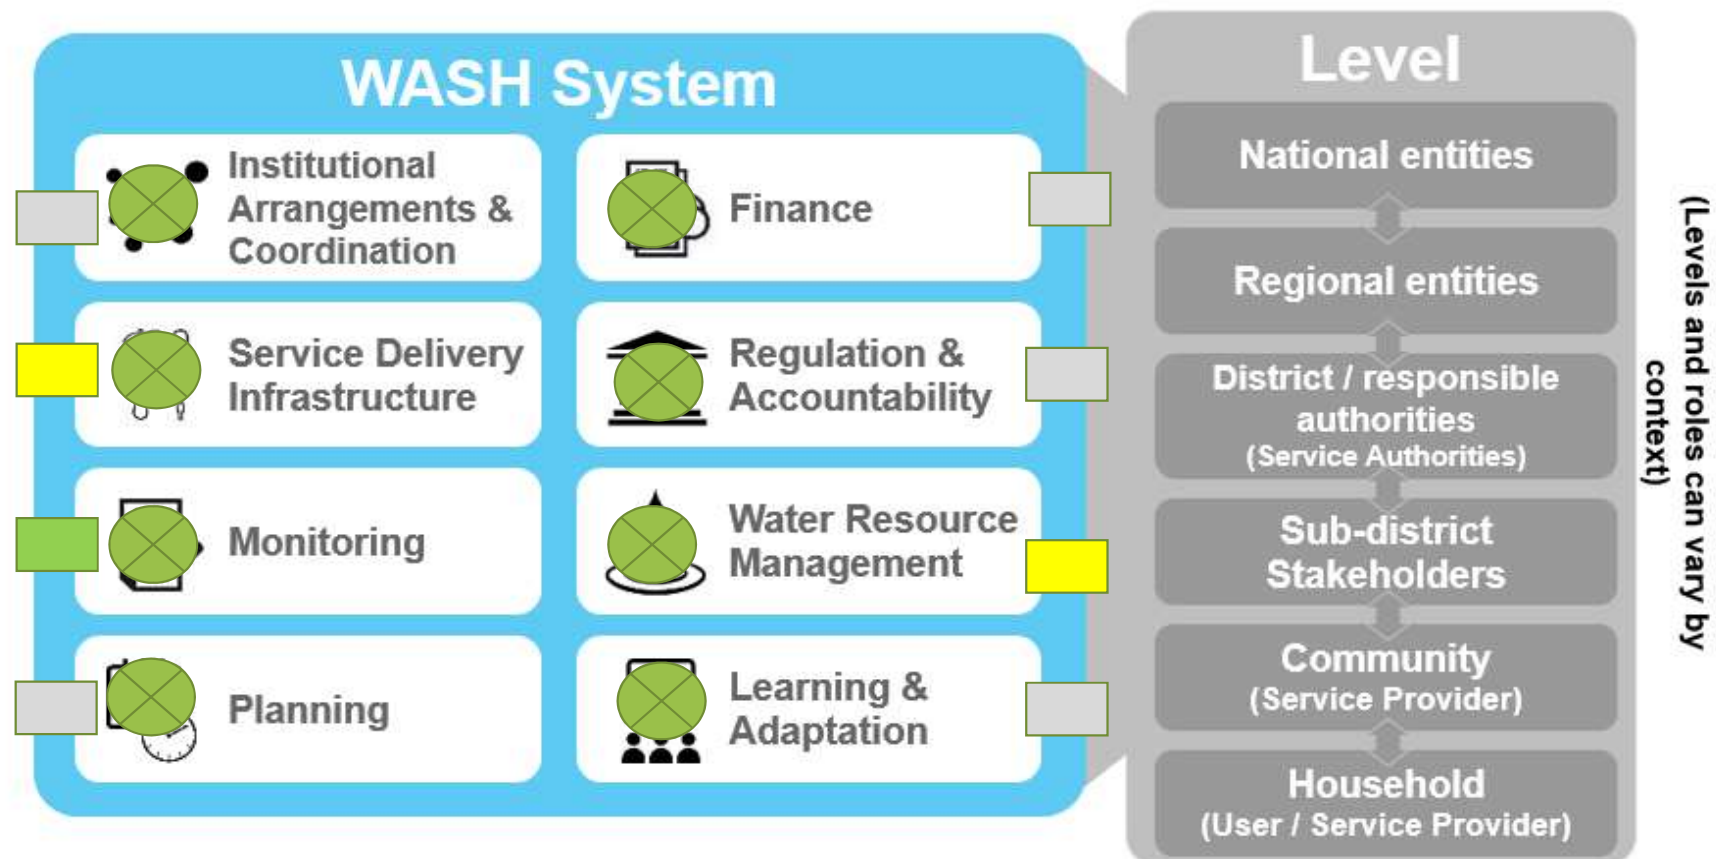 WASH System
Institutional
Arrangements &
Coordination
Finance
Service Delivery
Infrastructure
Regulation &
Accountability
Monitoring
Water Resource
Management
Planning
Learning &
Adaptation
Level
National entities
Regional entities
District / responsible
authorities
(Service Authorities)
Sub-district
Stakeholders
Community
(Service Provider)
Household
(User / Service Provider)
(Levels and roles can vary by
context)